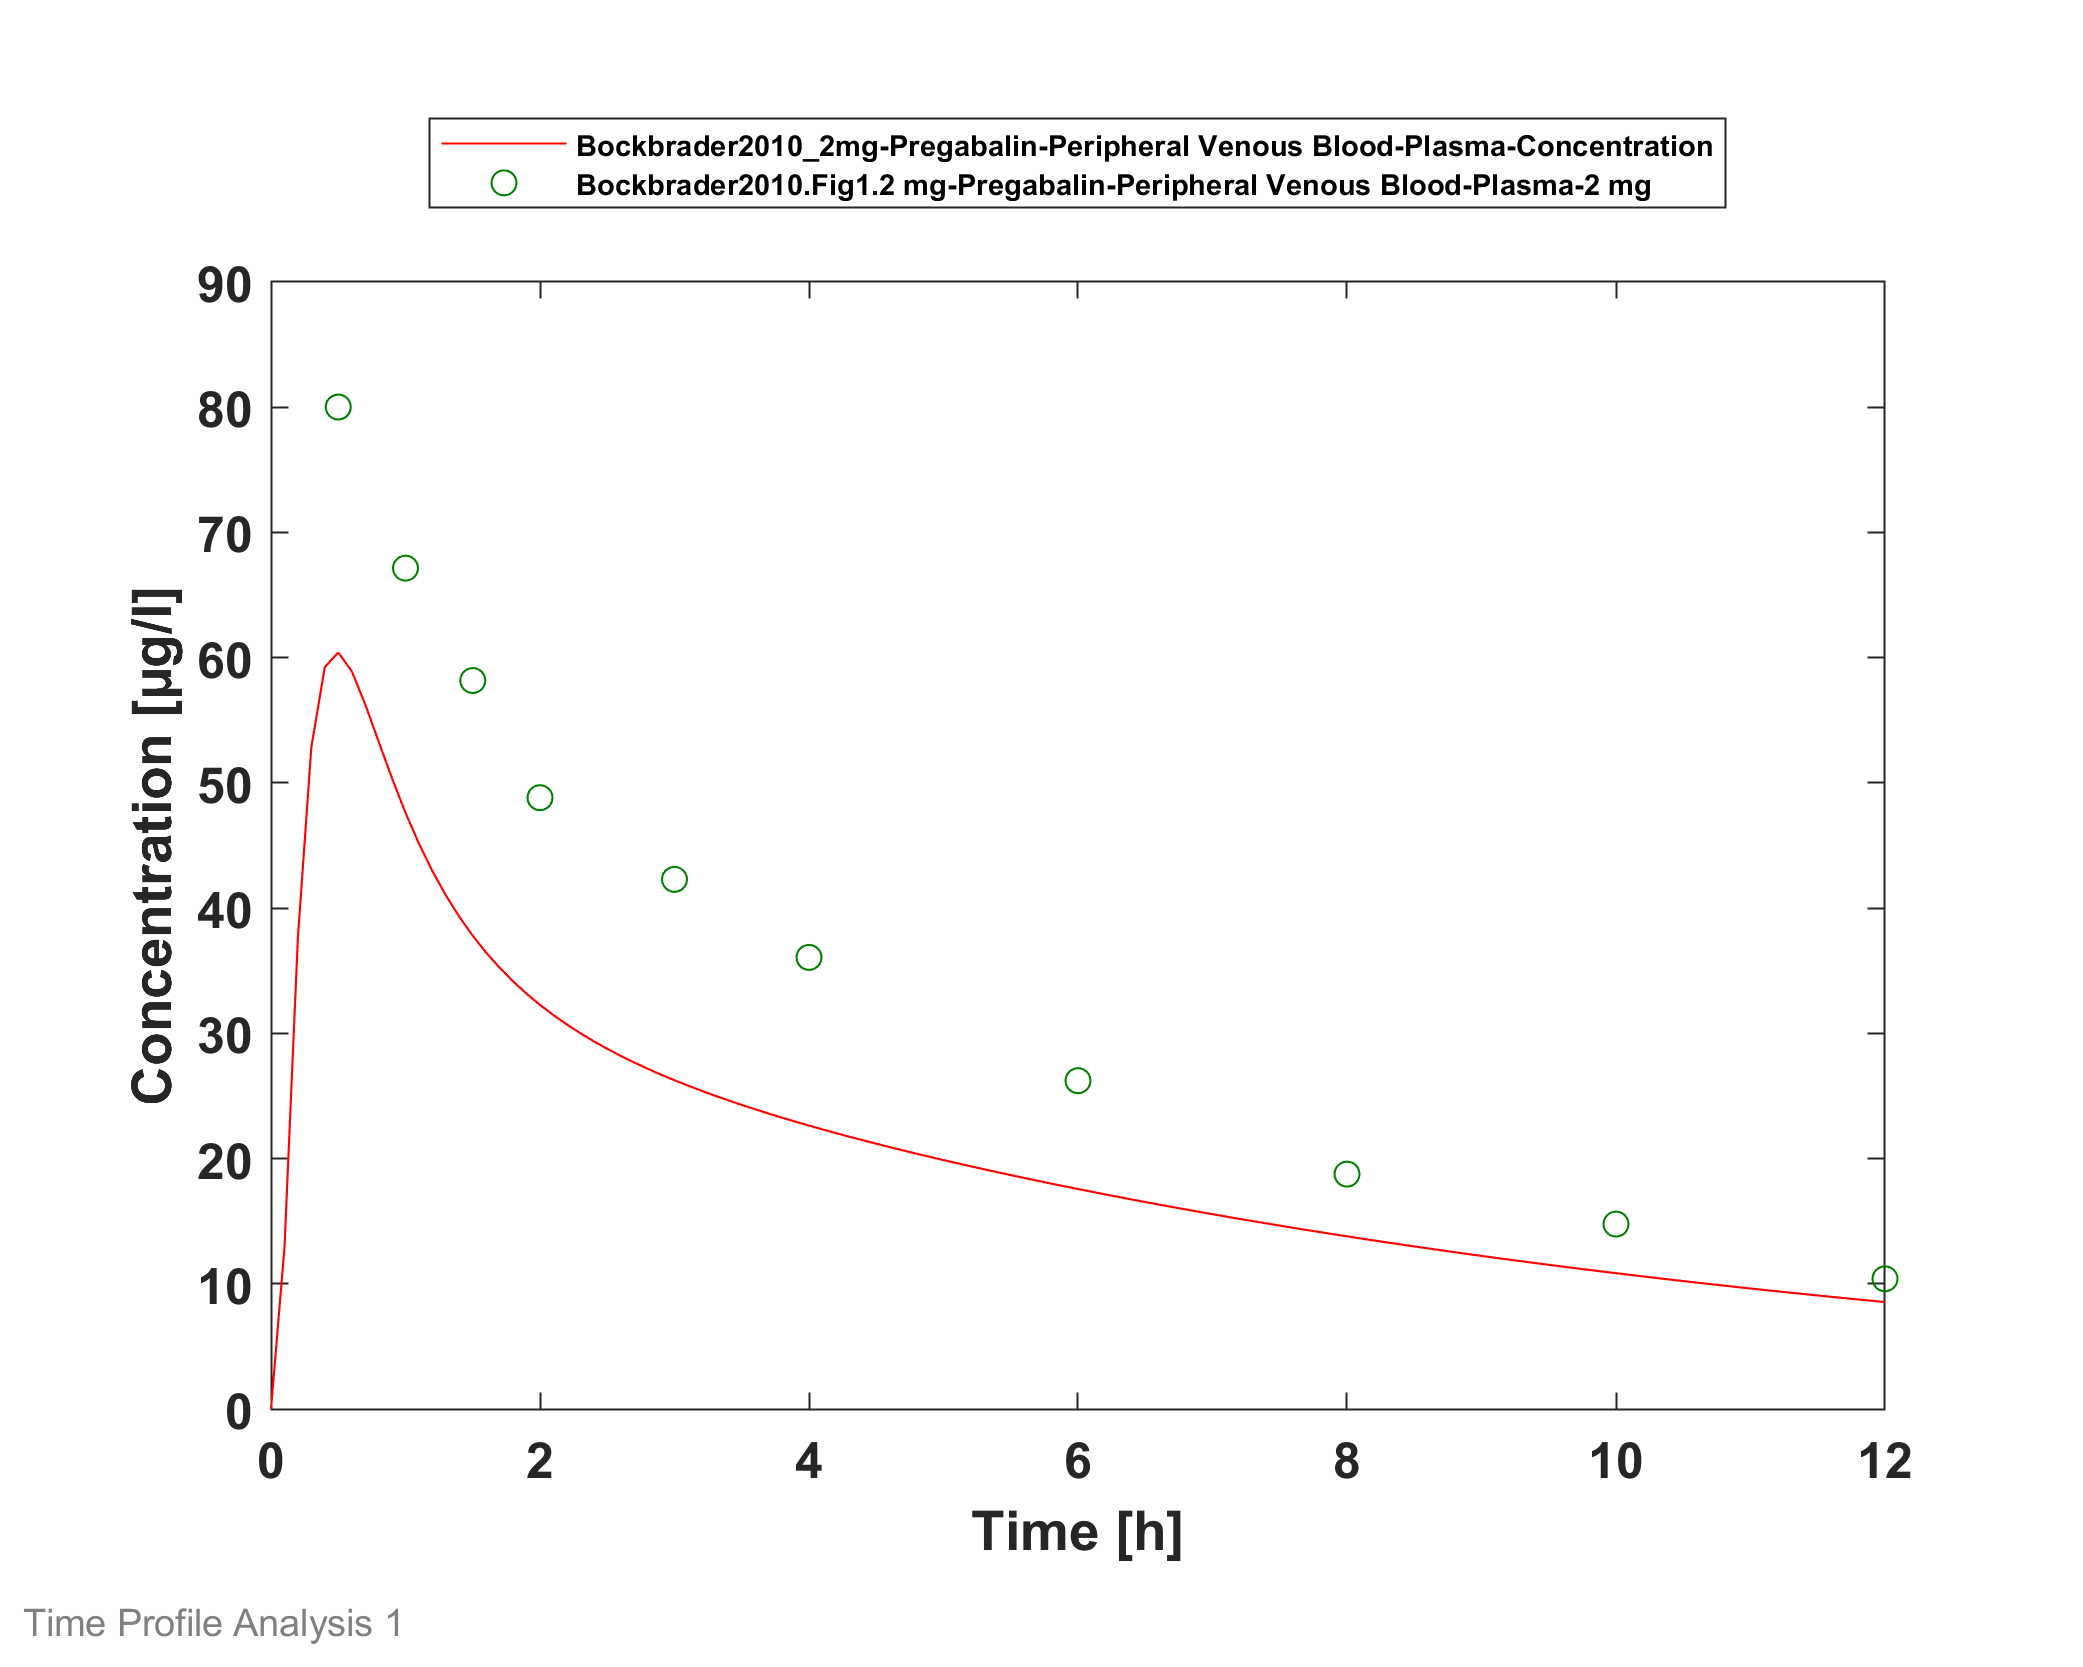 Bockbrader2010_2mg-Pregabalin-Peripheral Venous Blood-Plasma-Concentration
Bockbrader2010.Fig1.2 mg-Pregabalin-Peripheral Venous Blood-Plasma-2 mg
90
80
70
60
50
40
30
20
10
0
Concentration [µg/l]
0 2 4 6 8 10 12
Time [h]
Time Profile Analysis 1